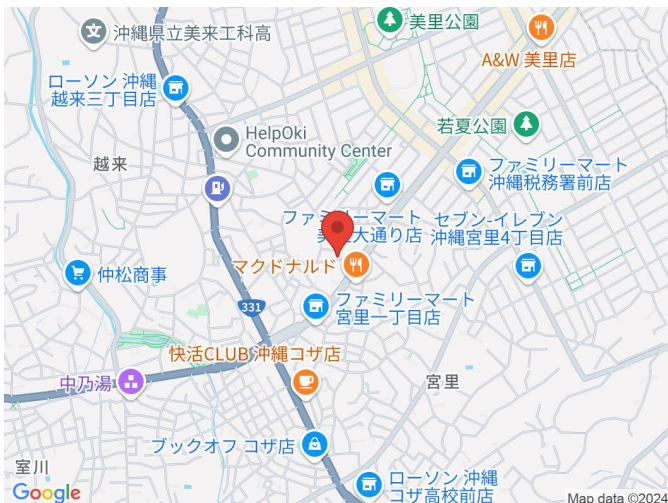 美里公園
沖縄県立美来工科高
A&W 美里店
ローソン 沖縄
越来三丁目店
若夏公園
HelpOki
Community Center
越来
ファミリーマート
沖縄税務署前店
ファミリーマート
大通り店
セブン-イレブン
沖縄宮里4丁目店
マクドナルド
仲松商事
ファミリーマート
宮里一丁目店
331
快活CLUB 沖縄コザ店
中乃湯
宮里
ブックオフ コザ店
室川
ローソン 沖縄
コザ高校前店
Google
Map data ©2024